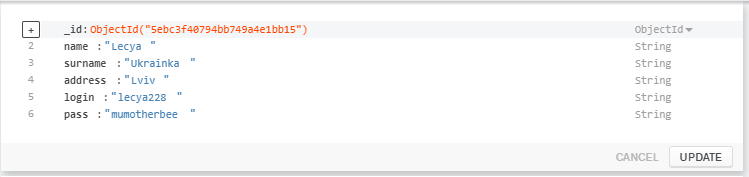 _id: ObjectId("5ebc3f40794bb749a4e1bb15") ObjectId
2 name : "Lecya " String
3 surname : "Ukrainka " String
4 address : "Lviv " String
5 login : "lecya228 " String
6 pass : "mumotherbee " String
CANCEL UPDATE